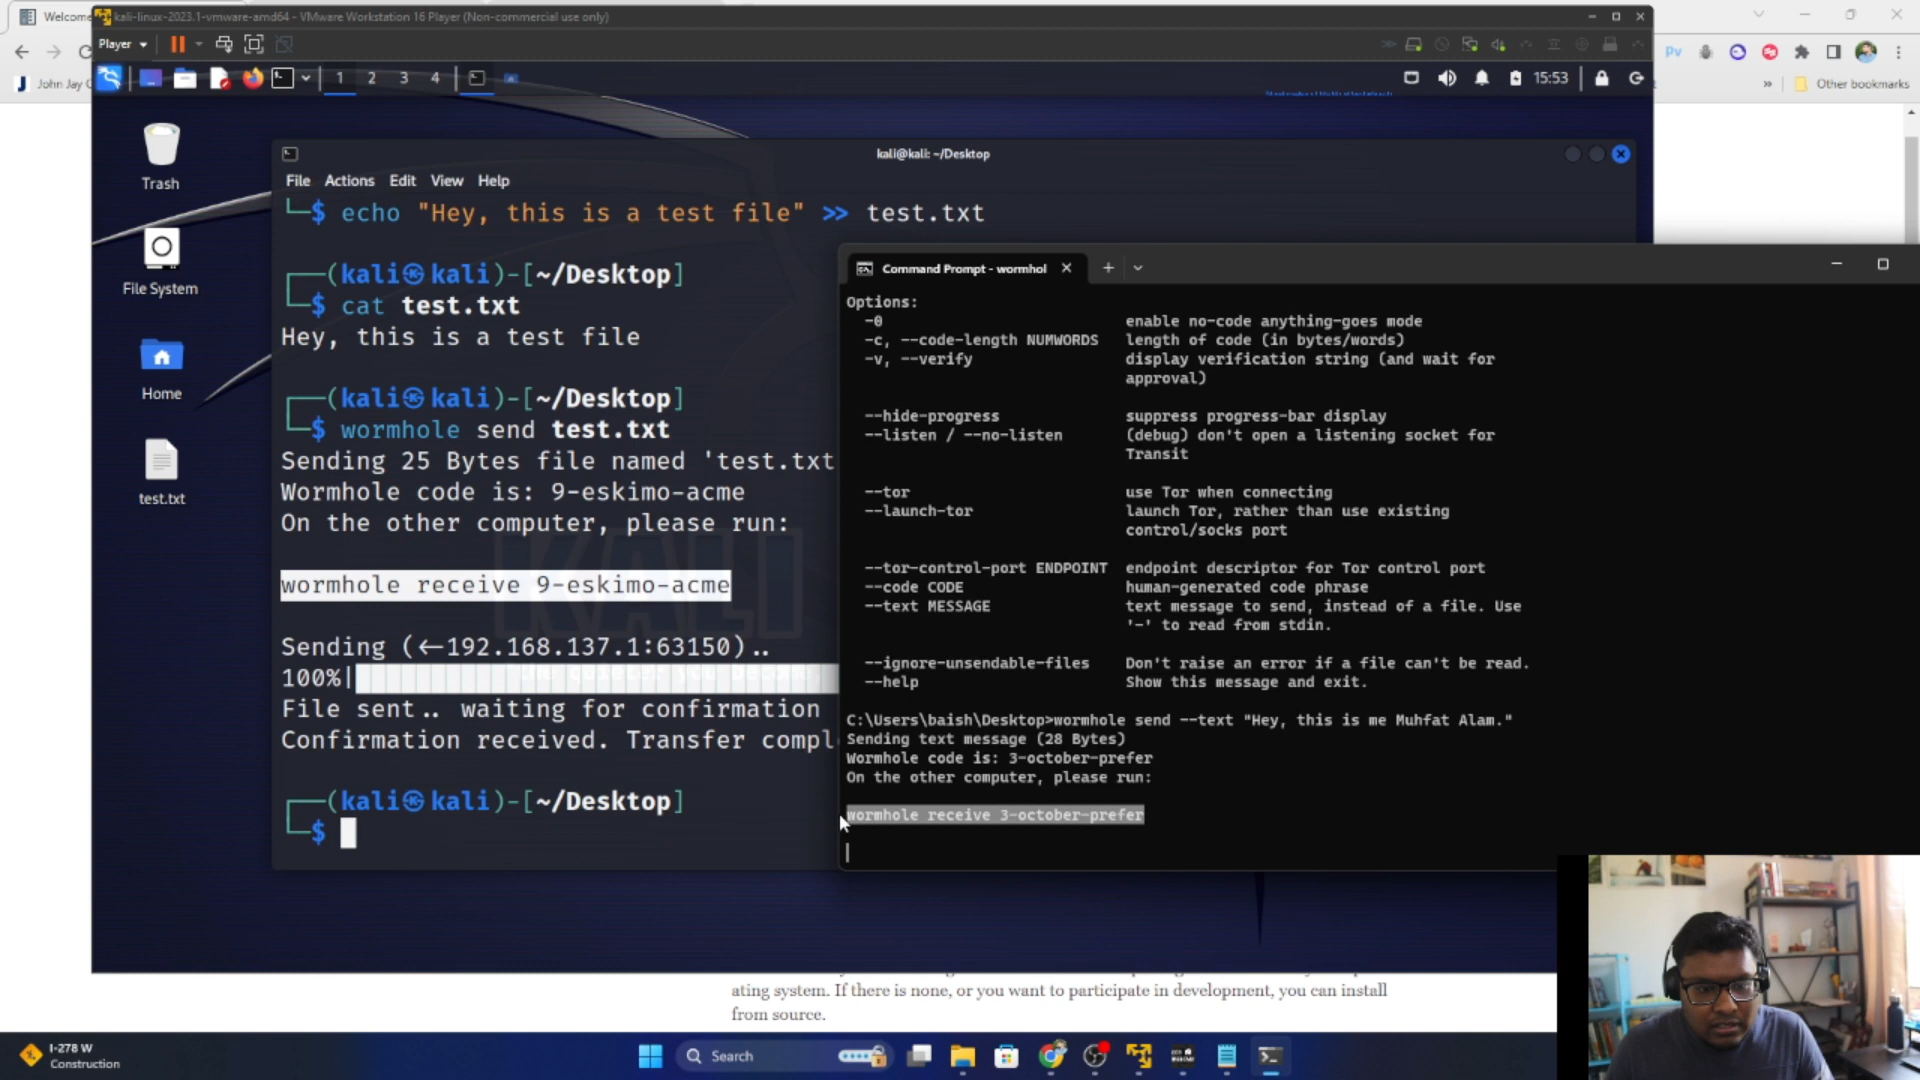 Welcome
kali-linux-2023.1-vmware-amd64 - VMware Workstation 16 Player (Non-commercial use only)
Player
John Jay
1 2 3 4
15:53
Other bookmarks
Trash
File System
Home
test.txt
kali@kali: ~/Desktop
File Actions Edit View Help
└─$ echo "Hey, this is a test file" >> test.txt
┌──(kali㉿kali)-[~/Desktop]
└─$ cat test.txt
Hey, this is a test file
┌──(kali㉿kali)-[~/Desktop]
└─$ wormhole send test.txt
Sending 25 Bytes file named 'test.txt
Wormhole code is: 9-eskimo-acme
On the other computer, please run:
wormhole receive 9-eskimo-acme
Sending (←192.168.137.1:63150)..
100%|
File sent.. waiting for confirmation
Confirmation received. Transfer compl
┌──(kali㉿kali)-[~/Desktop]
└─$
KALI
Command Prompt - wormhol
Options:
-0 enable no-code anything-goes mode
-c, --code-length NUMWORDS length of code (in bytes/words)
-v, --verify display verification string (and wait for
approval)
--hide-progress suppress progress-bar display
--listen / --no-listen (debug) don't open a listening socket for
Transit
--tor use Tor when connecting
--launch-tor launch Tor, rather than use existing
control/socks port
--tor-control-port ENDPOINT endpoint descriptor for Tor control port
--code CODE human-generated code phrase
--text MESSAGE text message to send, instead of a file. Use
'-' to read from stdin.
--ignore-unsendable-files Don't raise an error if a file can't be read.
--help Show this message and exit.
C:\Users\baish\Desktop>wormhole send --text "Hey, this is me Muhfat Alam."
Sending text message (28 Bytes)
Wormhole code is: 3-october-prefer
On the other computer, please run:
wormhole receive 3-october-prefer
ating system. If there is none, or you want to participate in development, you can install
from source.
I-278 W
Construction
Search